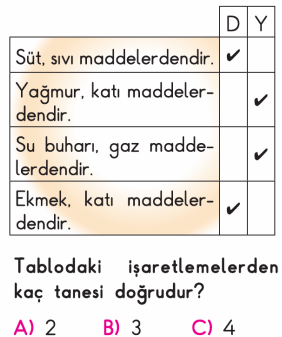 D Y
Süt, sıvı maddelerdendir. ✔
Yağmur, katı maddeler-
dendir. ✔
Su buharı, gaz madde-
lerdendir. ✔
Ekmek, katı maddeler-
dendir. ✔
Tablodaki işaretlemelerden
kaç tanesi doğrudur?
A) 2 B) 3 C) 4